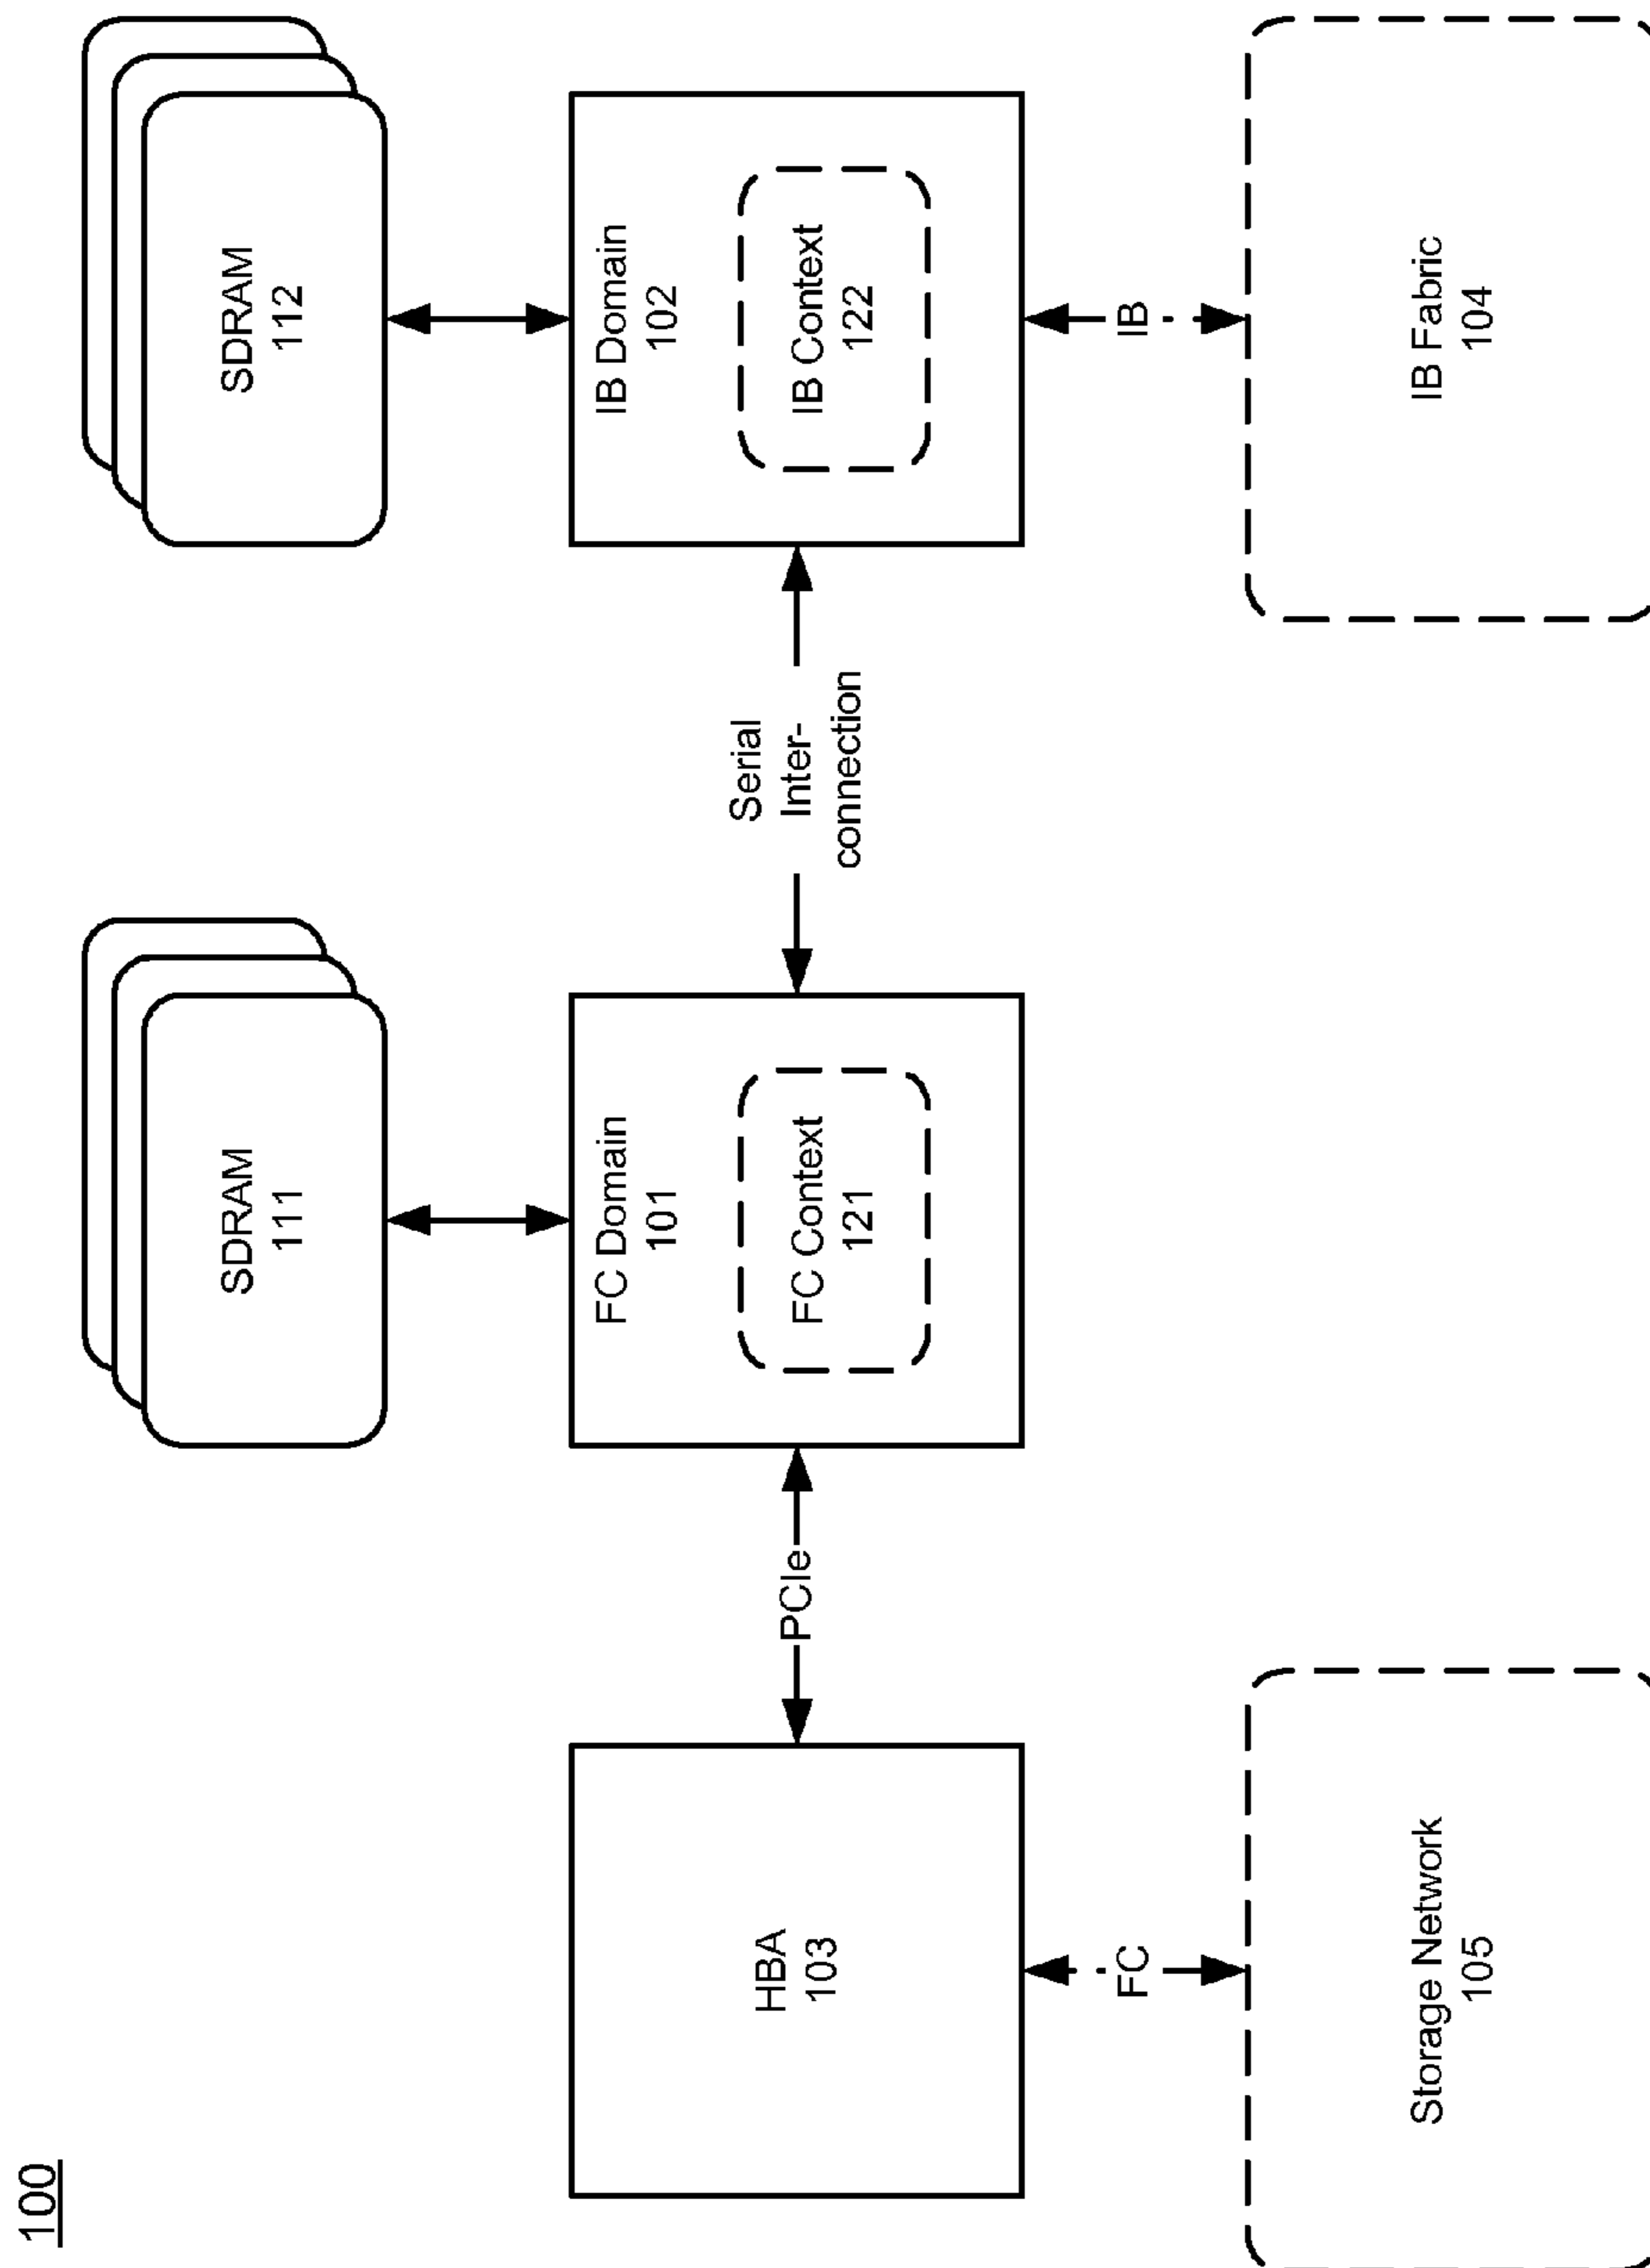 100
SDRAM
111
SDRAM
112
HBA
103
PCIe
FC Domain
101
FC Context
121
Serial
Inter-
connection
IB Domain
102
IB Context
122
FC
IB
Storage Network
105
IB Fabric
104